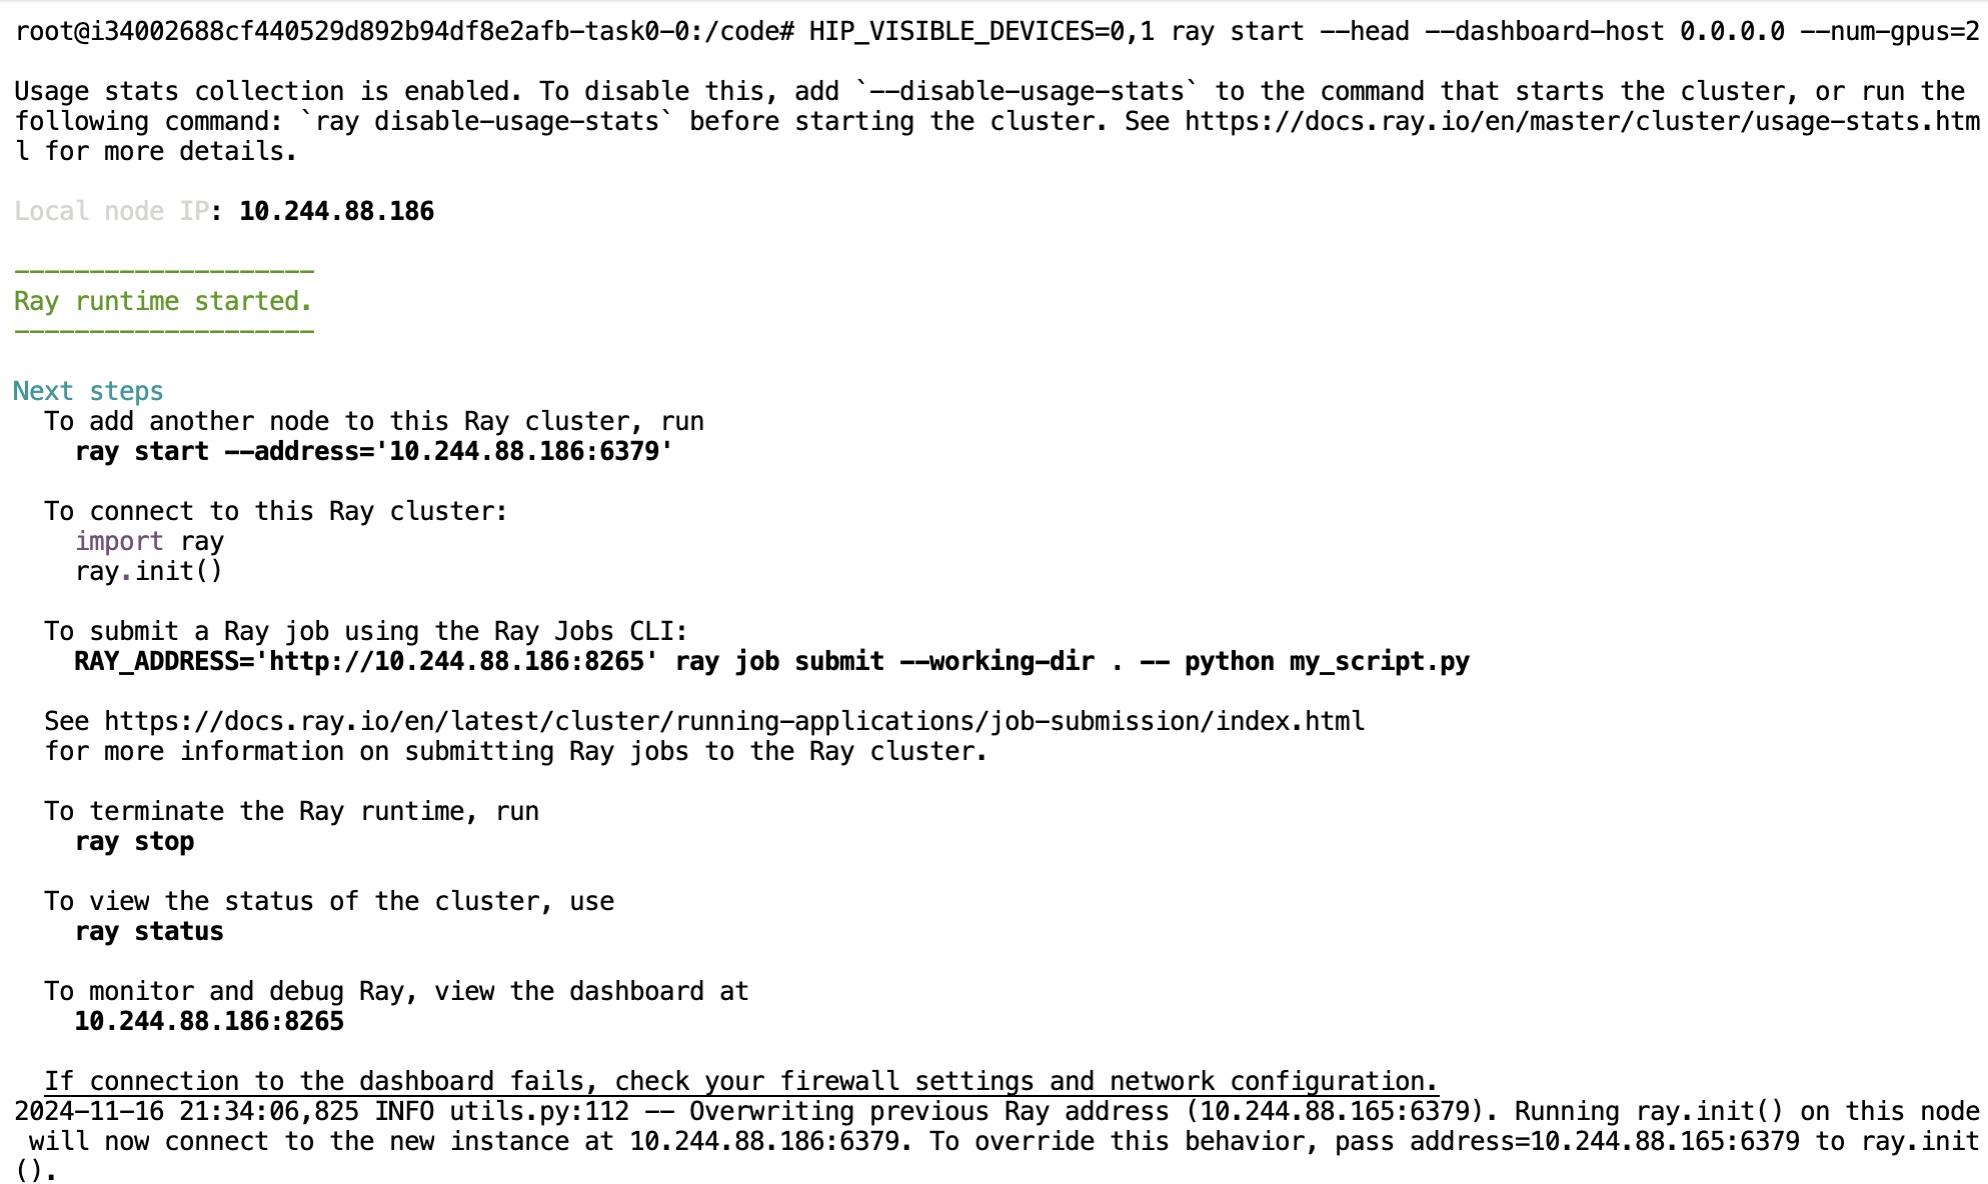 root@i34002688cf440529d892b94df8e2afb-task0-0:/code# HIP_VISIBLE_DEVICES=0,1 ray start --head --dashboard-host 0.0.0.0 --num-gpus=2
Usage stats collection is enabled. To disable this, add `--disable-usage-stats` to the command that starts the cluster, or run the
following command: `ray disable-usage-stats` before starting the cluster. See https://docs.ray.io/en/master/cluster/usage-stats.htm
l for more details.
Local node IP: 10.244.88.186
--------------------
Ray runtime started.
--------------------
Next steps
To add another node to this Ray cluster, run
ray start --address='10.244.88.186:6379'
To connect to this Ray cluster:
import ray
ray.init()
To submit a Ray job using the Ray Jobs CLI:
RAY_ADDRESS='http://10.244.88.186:8265' ray job submit --working-dir . -- python my_script.py
See https://docs.ray.io/en/latest/cluster/running-applications/job-submission/index.html
for more information on submitting Ray jobs to the Ray cluster.
To terminate the Ray runtime, run
ray stop
To view the status of the cluster, use
ray status
To monitor and debug Ray, view the dashboard at
10.244.88.186:8265
If connection to the dashboard fails, check your firewall settings and network configuration.
2024-11-16 21:34:06,825 INFO utils.py:112 -- Overwriting previous Ray address (10.244.88.165:6379). Running ray.init() on this node
will now connect to the new instance at 10.244.88.186:6379. To override this behavior, pass address=10.244.88.165:6379 to ray.init
().